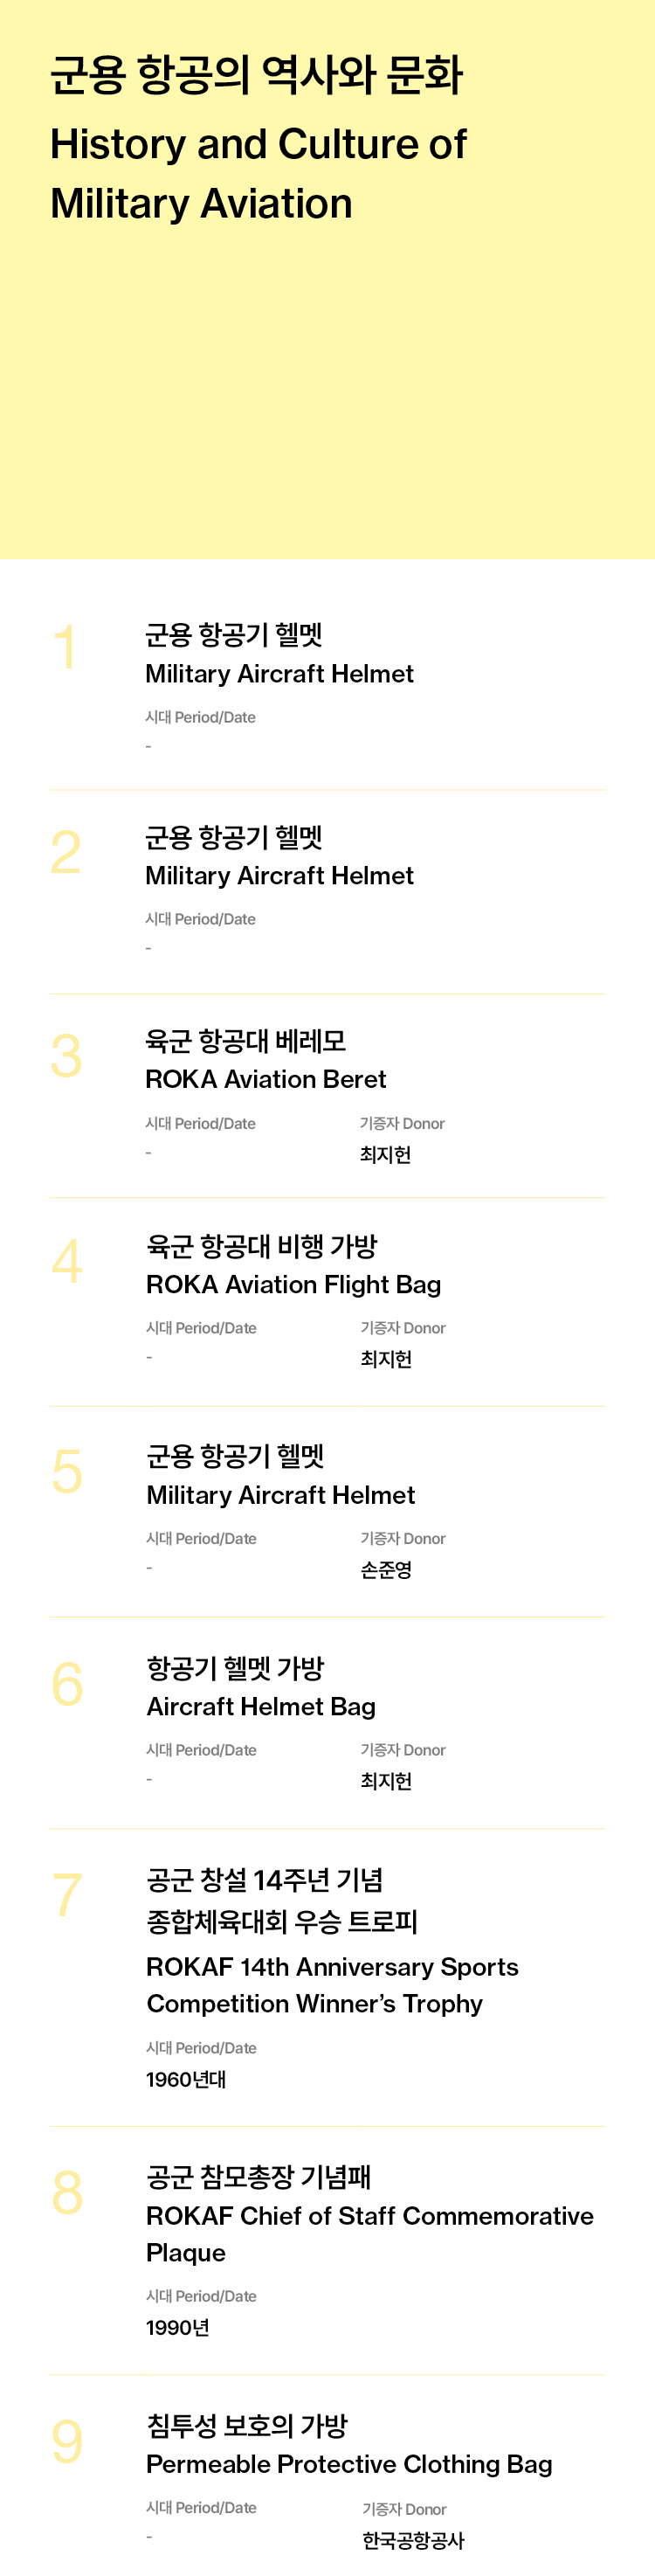 군용 항공의 역사와 문화
History and Culture of
Military Aviation
1
군용 항공기 헬멧
Military Aircraft Helmet
시대 Period/Date
-
2
군용 항공기 헬멧
Military Aircraft Helmet
시대 Period/Date
-
3
육군 항공대 베레모
ROKA Aviation Beret
시대 Period/Date 기증자 Donor
- 최지헌
4
육군 항공대 비행 가방
ROKA Aviation Flight Bag
시대 Period/Date 기증자 Donor
- 최지헌
5
군용 항공기 헬멧
Military Aircraft Helmet
시대 Period/Date 기증자 Donor
- 손준영
6
항공기 헬멧 가방
Aircraft Helmet Bag
시대 Period/Date 기증자 Donor
- 최지헌
7
공군 창설 14주년 기념
종합체육대회 우승 트로피
ROKAF 14th Anniversary Sports
Competition Winner’s Trophy
시대 Period/Date
1960년대
8
공군 참모총장 기념패
ROKAF Chief of Staff Commemorative
Plaque
시대 Period/Date
1990년
9
침투성 보호의 가방
Permeable Protective Clothing Bag
시대 Period/Date 기증자 Donor
- 한국공항공사